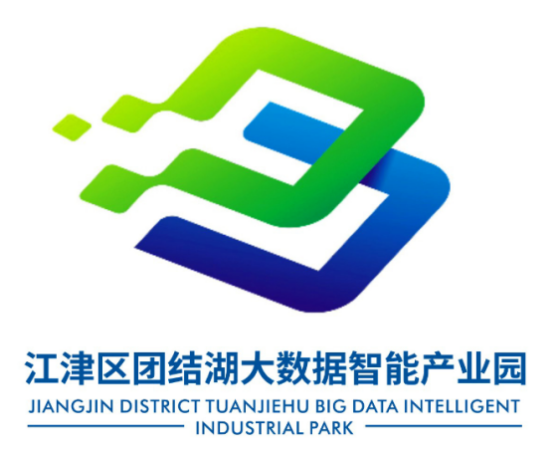 江津区团结湖大数据智能产业园
JIANGJIN DISTRICT TUANJIEHU BIG DATA INTELLIGENT
INDUSTRIAL PARK